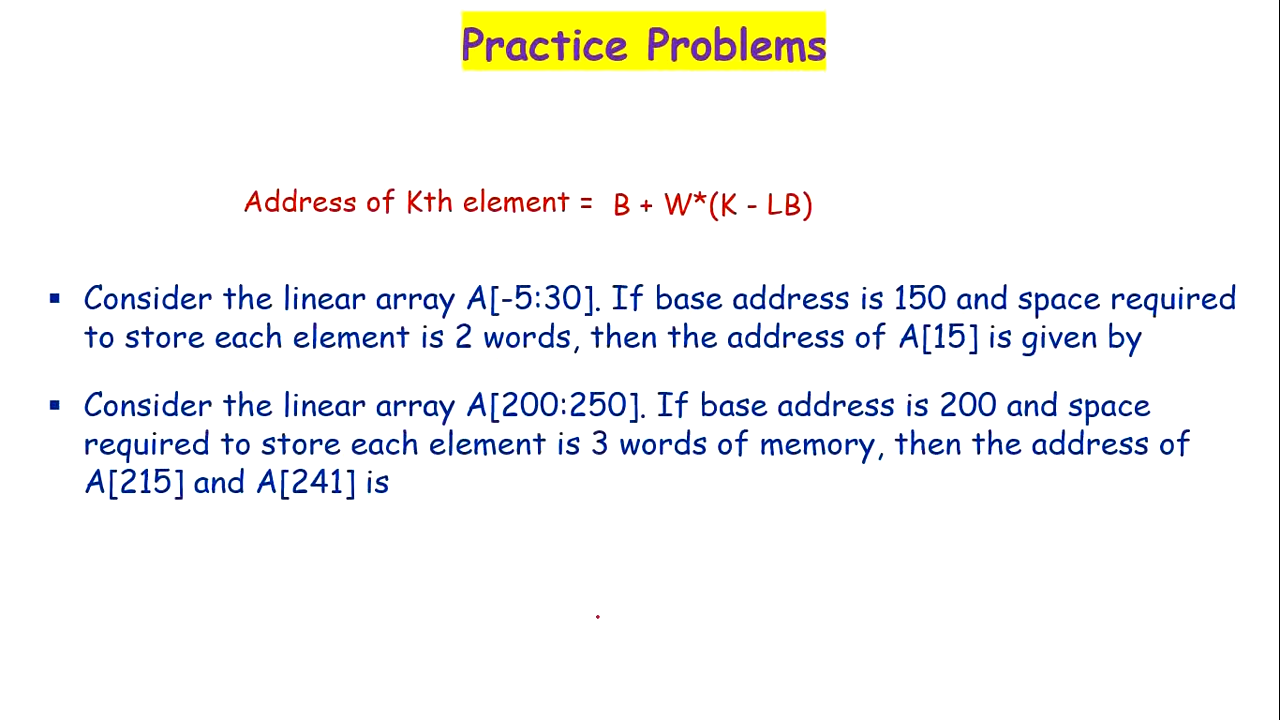 Practice Problems
Address of Kth element = B + W*(K - LB)
▪ Consider the linear array A[-5:30]. If base address is 150 and space required
to store each element is 2 words, then the address of A[15] is given by
▪ Consider the linear array A[200:250]. If base address is 200 and space
required to store each element is 3 words of memory, then the address of
A[215] and A[241] is